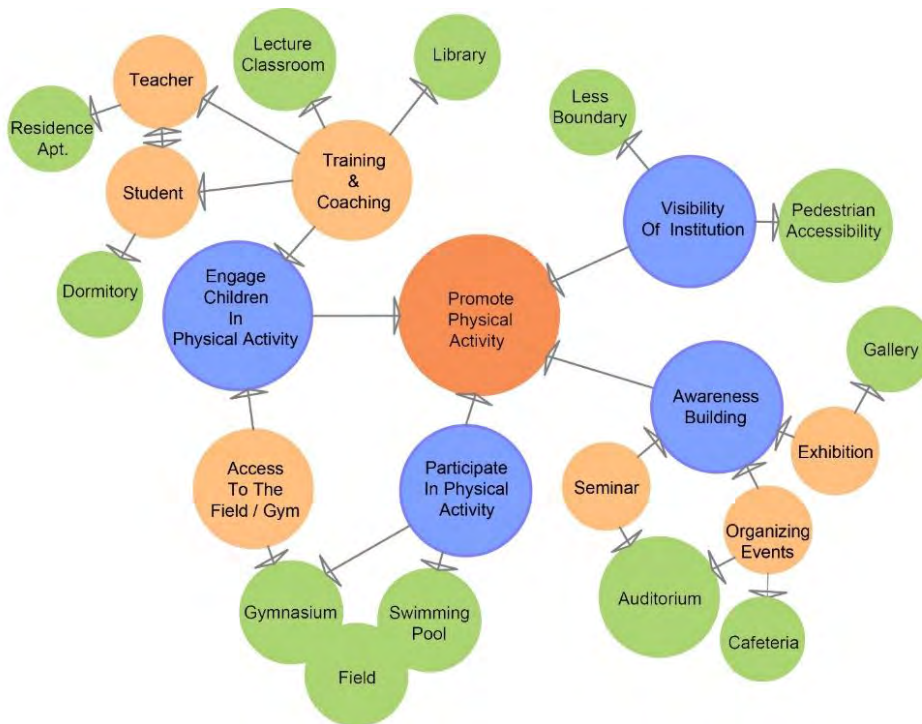 Teacher
Lecture
Classroom
Library
Residence
Apt.
Student
Training
&
Coaching
Dormitory
Less
Boundary
Visibility
Of Institution
Pedestrian
Accessibility
Engage
Children
In
Physical Activity
Promote
Physical
Activity
Gallery
Awareness
Building
Exhibition
Access
To The
Field / Gym
Participate
In Physical
Activity
Seminar
Organizing
Events
Auditorium
Cafeteria
Gymnasium
Swimming
Pool
Field